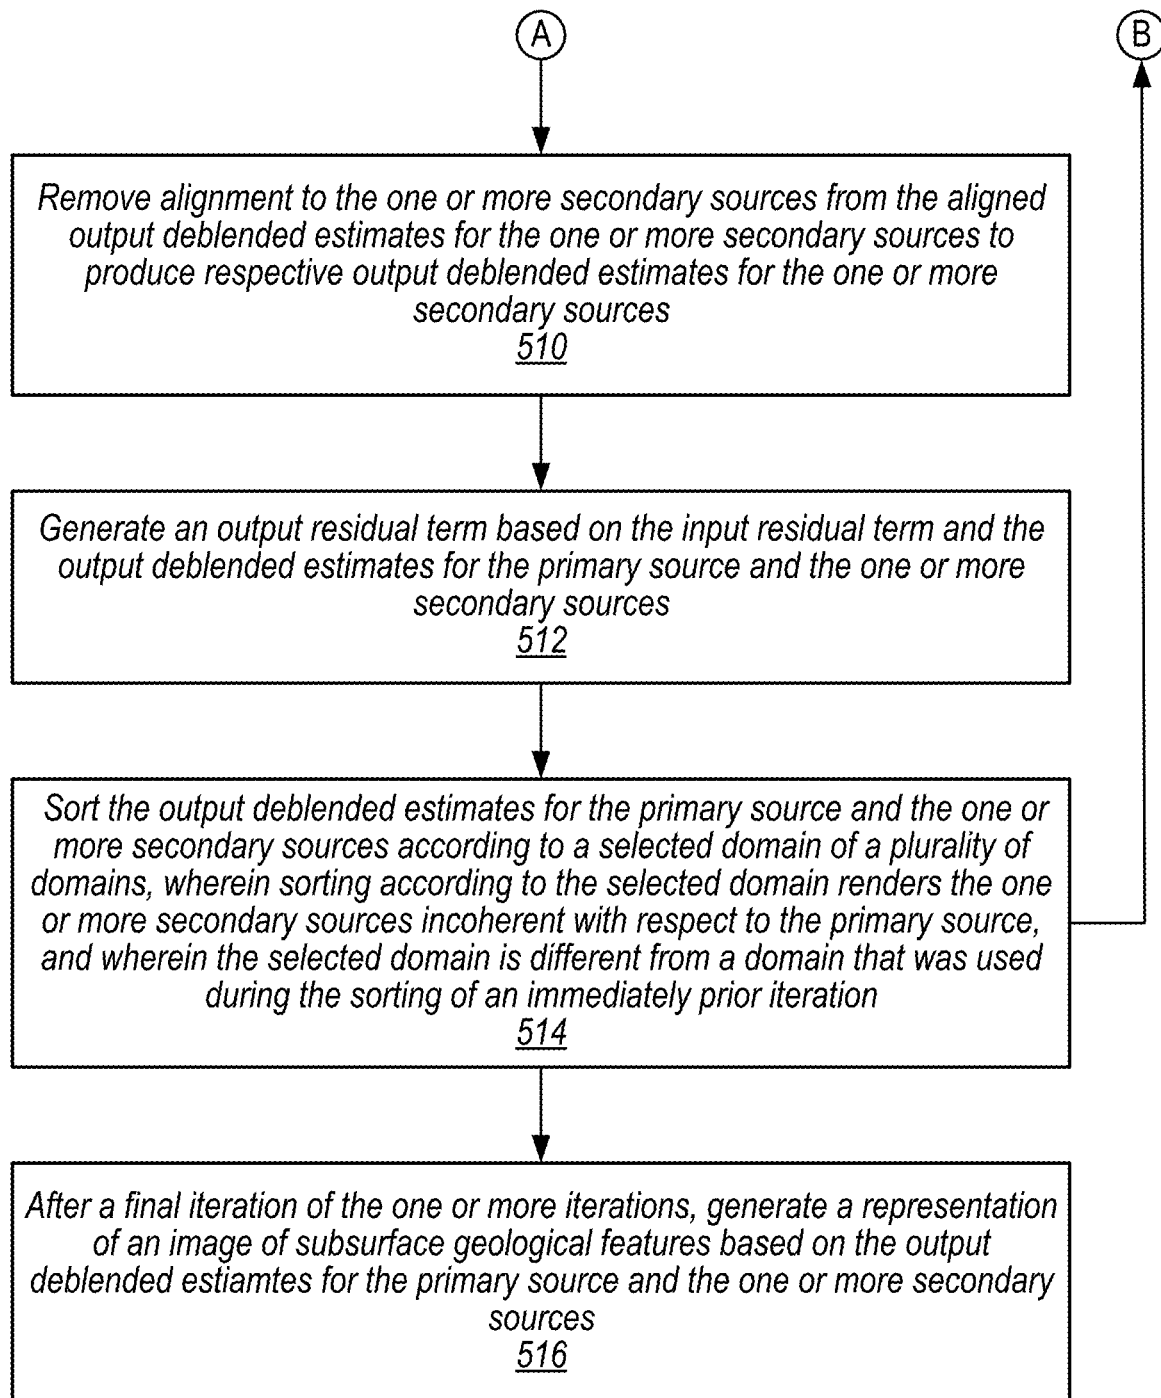 A
B
Remove alignment to the one or more secondary sources from the aligned
output deblended estimates for the one or more secondary sources to
produce respective output deblended estimates for the one or more
secondary sources
510
Generate an output residual term based on the input residual term and the
output deblended estimates for the primary source and the one or more
secondary sources
512
Sort the output deblended estimates for the primary source and the one or
more secondary sources according to a selected domain of a plurality of
domains, wherein sorting according to the selected domain renders the one
or more secondary sources incoherent with respect to the primary source,
and wherein the selected domain is different from a domain that was used
during the sorting of an immediately prior iteration
514
After a final iteration of the one or more iterations, generate a representation
of an image of subsurface geological features based on the output
deblended estiamtes for the primary source and the one or more secondary
sources
516